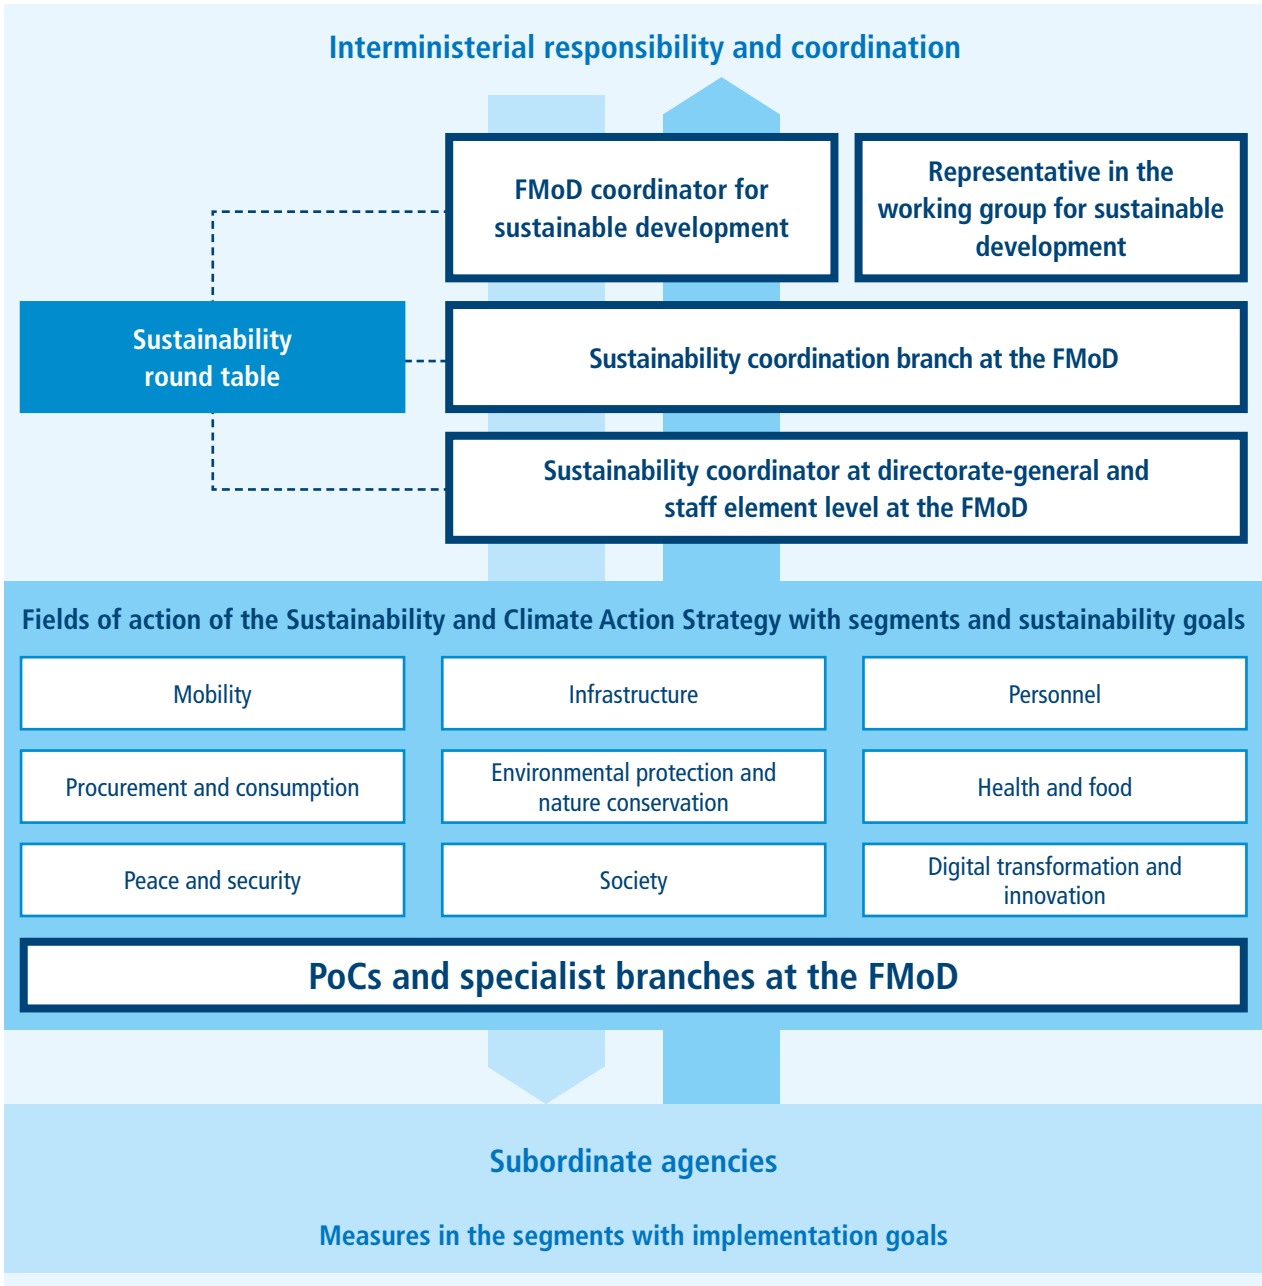 Interministerial responsibility and coordination
FMoD coordinator for
sustainable development
Representative in the
working group for sustainable
development
Sustainability
round table
Sustainability coordination branch at the FMoD
Sustainability coordinator at directorate-general and
staff element level at the FMoD
Fields of action of the Sustainability and Climate Action Strategy with segments and sustainability goals
Mobility
Infrastructure
Personnel
Procurement and consumption
Environmental protection and
nature conservation
Health and food
Peace and security
Society
Digital transformation and
innovation
PoCs and specialist branches at the FMoD
Subordinate agencies
Measures in the segments with implementation goals